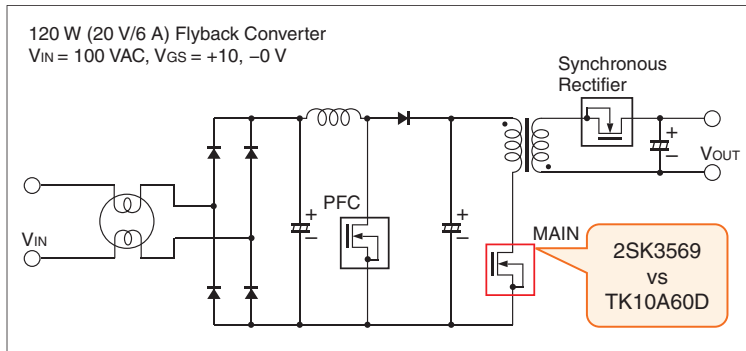 120 W (20 V/6 A) Flyback Converter
VIN = 100 VAC, VGS = +10, −0 V
Synchronous
Rectifier
+
−
+
−
+
−
VOUT
PFC
VIN
MAIN
2SK3569
vs
TK10A60D